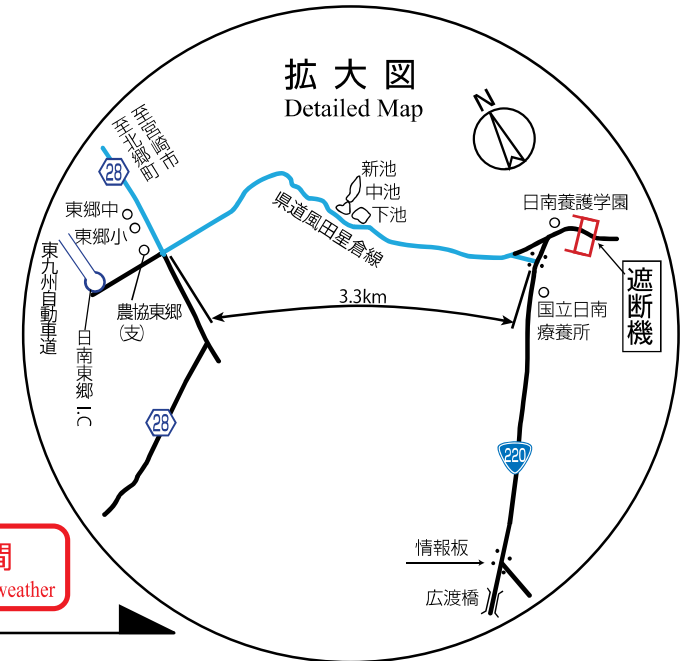 拡大図
Detailed Map
N
至宮崎市
至北郷町
28
新池
中池
下池
日南養護学園
東郷中
東郷小
県道風田星倉線
東九州自動車道
遮断機
3.3km
農協東郷
(支)
国立日南
療養所
日南東郷 I.C
28
220
間
weather
情報板
広渡橋